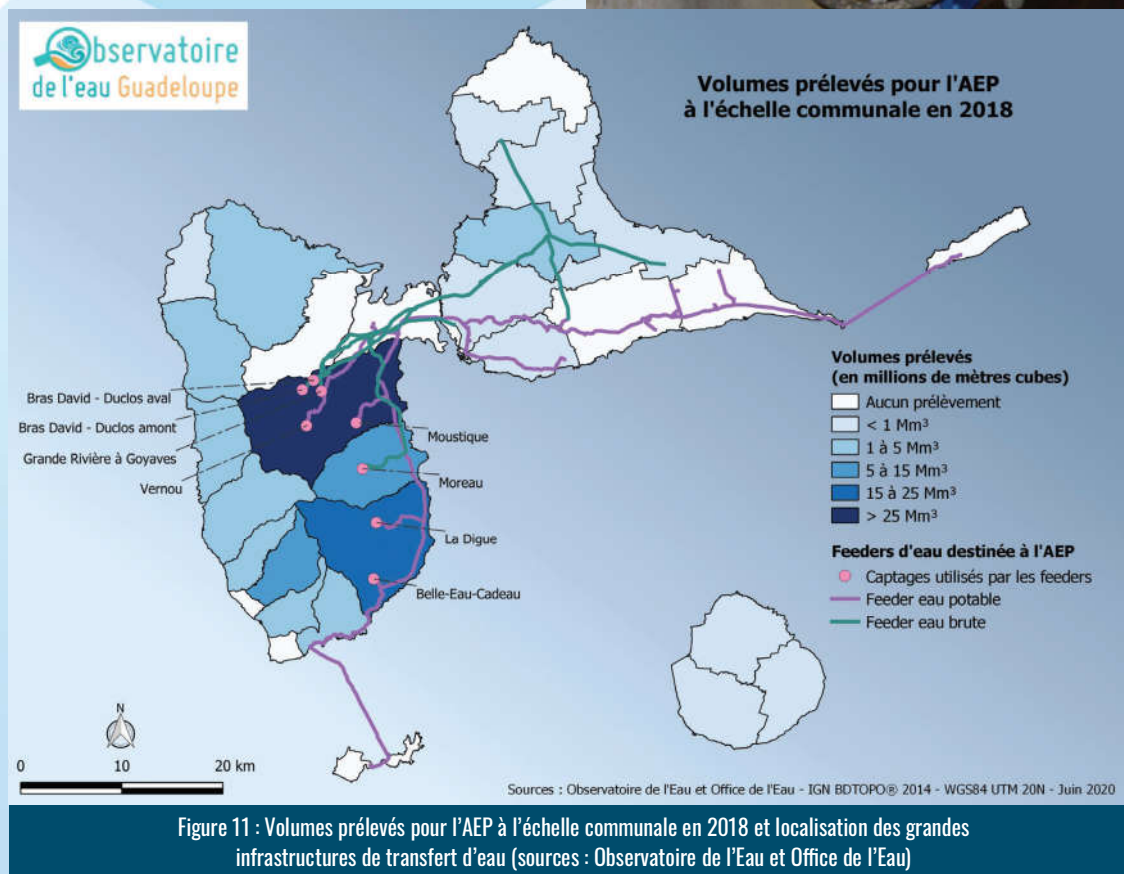 Observatoire
de l'eau Guadeloupe
Volumes prélevés pour l'AEP
à l'échelle communale en 2018
Bras David - Duclos aval
Bras David - Duclos amont
Grande Rivière à Goyaves
Vernou
Moustique
Moreau
La Digue
Belle-Eau-Cadeau
Volumes prélevés
(en millions de mètres cubes)
Aucun prélèvement
< 1 Mm³
1 à 5 Mm³
5 à 15 Mm³
15 à 25 Mm³
> 25 Mm³
Feeders d'eau destinée à l'AEP
Captages utilisés par les feeders
Feeder eau potable
Feeder eau brute
N
0 10 20 km
Sources : Observatoire de l'Eau et Office de l'Eau - IGN BDTOPO® 2014 - WGS84 UTM 20N - Juin 2020
Figure 11 : Volumes prélevés pour l'AEP à l'échelle communale en 2018 et localisation des grandes
infrastructures de transfert d'eau (sources : Observatoire de l'Eau et Office de l'Eau)